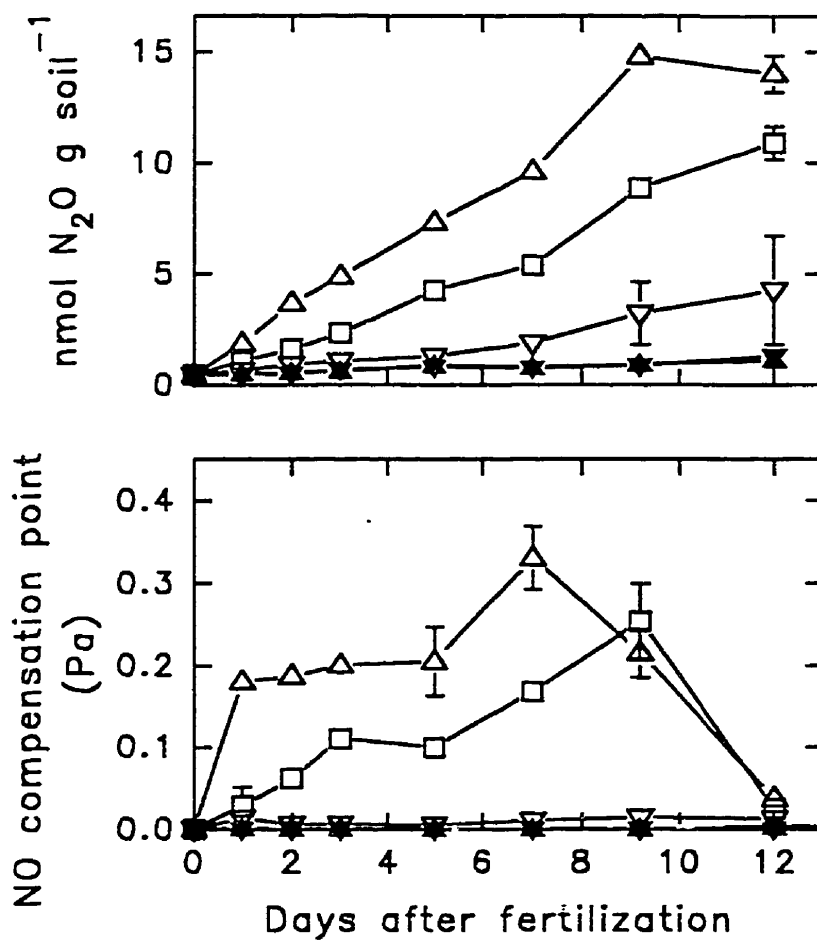 nmol N₂O g soil⁻¹
15
10
5
0
NO compensation point
(Pa)
0.4
0.3
0.2
0.1
0.0
0 2 4 6 8 10 12
Days after fertilization